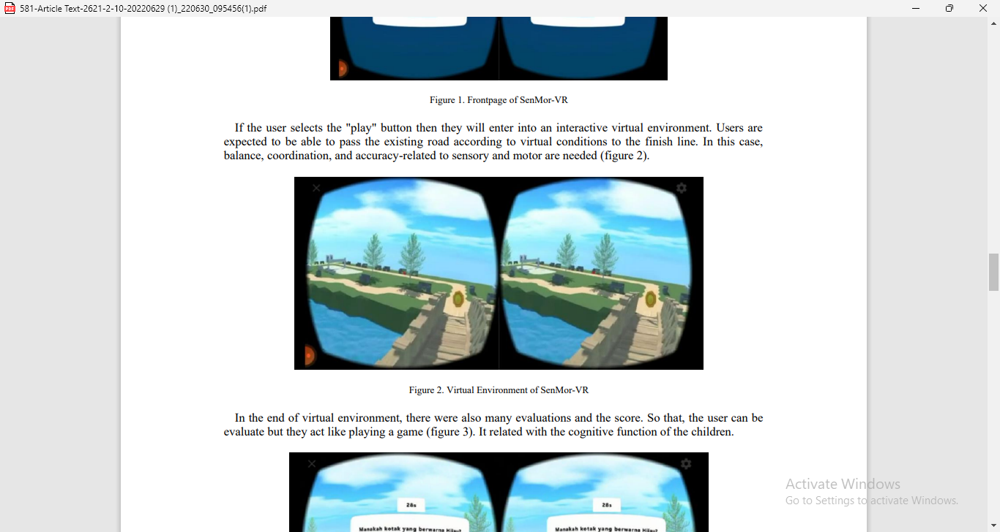 581-Article Text-2621-2-10-20220629 (1)_220630_095456(1).pdf
Figure 1. Frontpage of SenMor-VR
If the user selects the "play" button then they will enter into an interactive virtual environment. Users are
expected to be able to pass the existing road according to virtual conditions to the finish line. In this case,
balance, coordination, and accuracy-related to sensory and motor are needed (figure 2).
Figure 2. Virtual Environment of SenMor-VR
In the end of virtual environment, there were also many evaluations and the score. So that, the user can be
evaluate but they act like playing a game (figure 3). It related with the cognitive function of the children.
28s
28s
Manakah kotak yang berwarna Hijau?
Manakah kotak yang berwarna Hijau?
Activate Windows
Go to Settings to activate Windows.